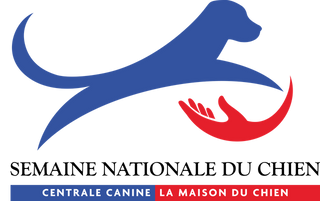 SEMAINE NATIONALE DU CHIEN
CENTRALE CANINE LA MAISON DU CHIEN